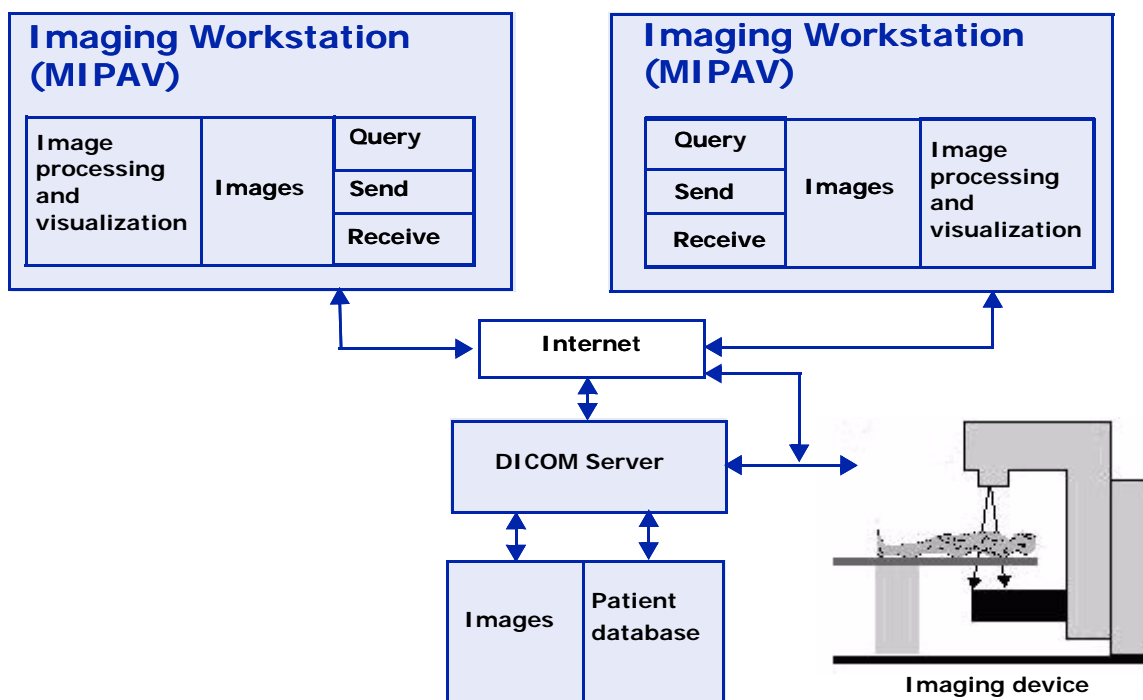 Imaging Workstation
(MIPAV)
Image
processing
and
visualization
Images
Query
Send
Receive
Imaging Workstation
(MIPAV)
Query
Send
Receive
Images
Image
processing
and
visualization
Internet
DICOM Server
Images
Patient
database
Imaging device